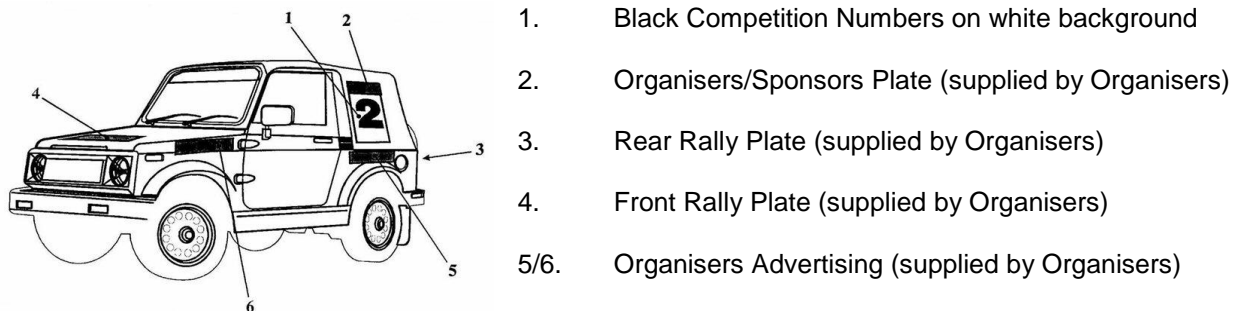 1
2
4
2
3
5
6
1. Black Competition Numbers on white background
2. Organisers/Sponsors Plate (supplied by Organisers)
3. Rear Rally Plate (supplied by Organisers)
4. Front Rally Plate (supplied by Organisers)
5/6. Organisers Advertising (supplied by Organisers)